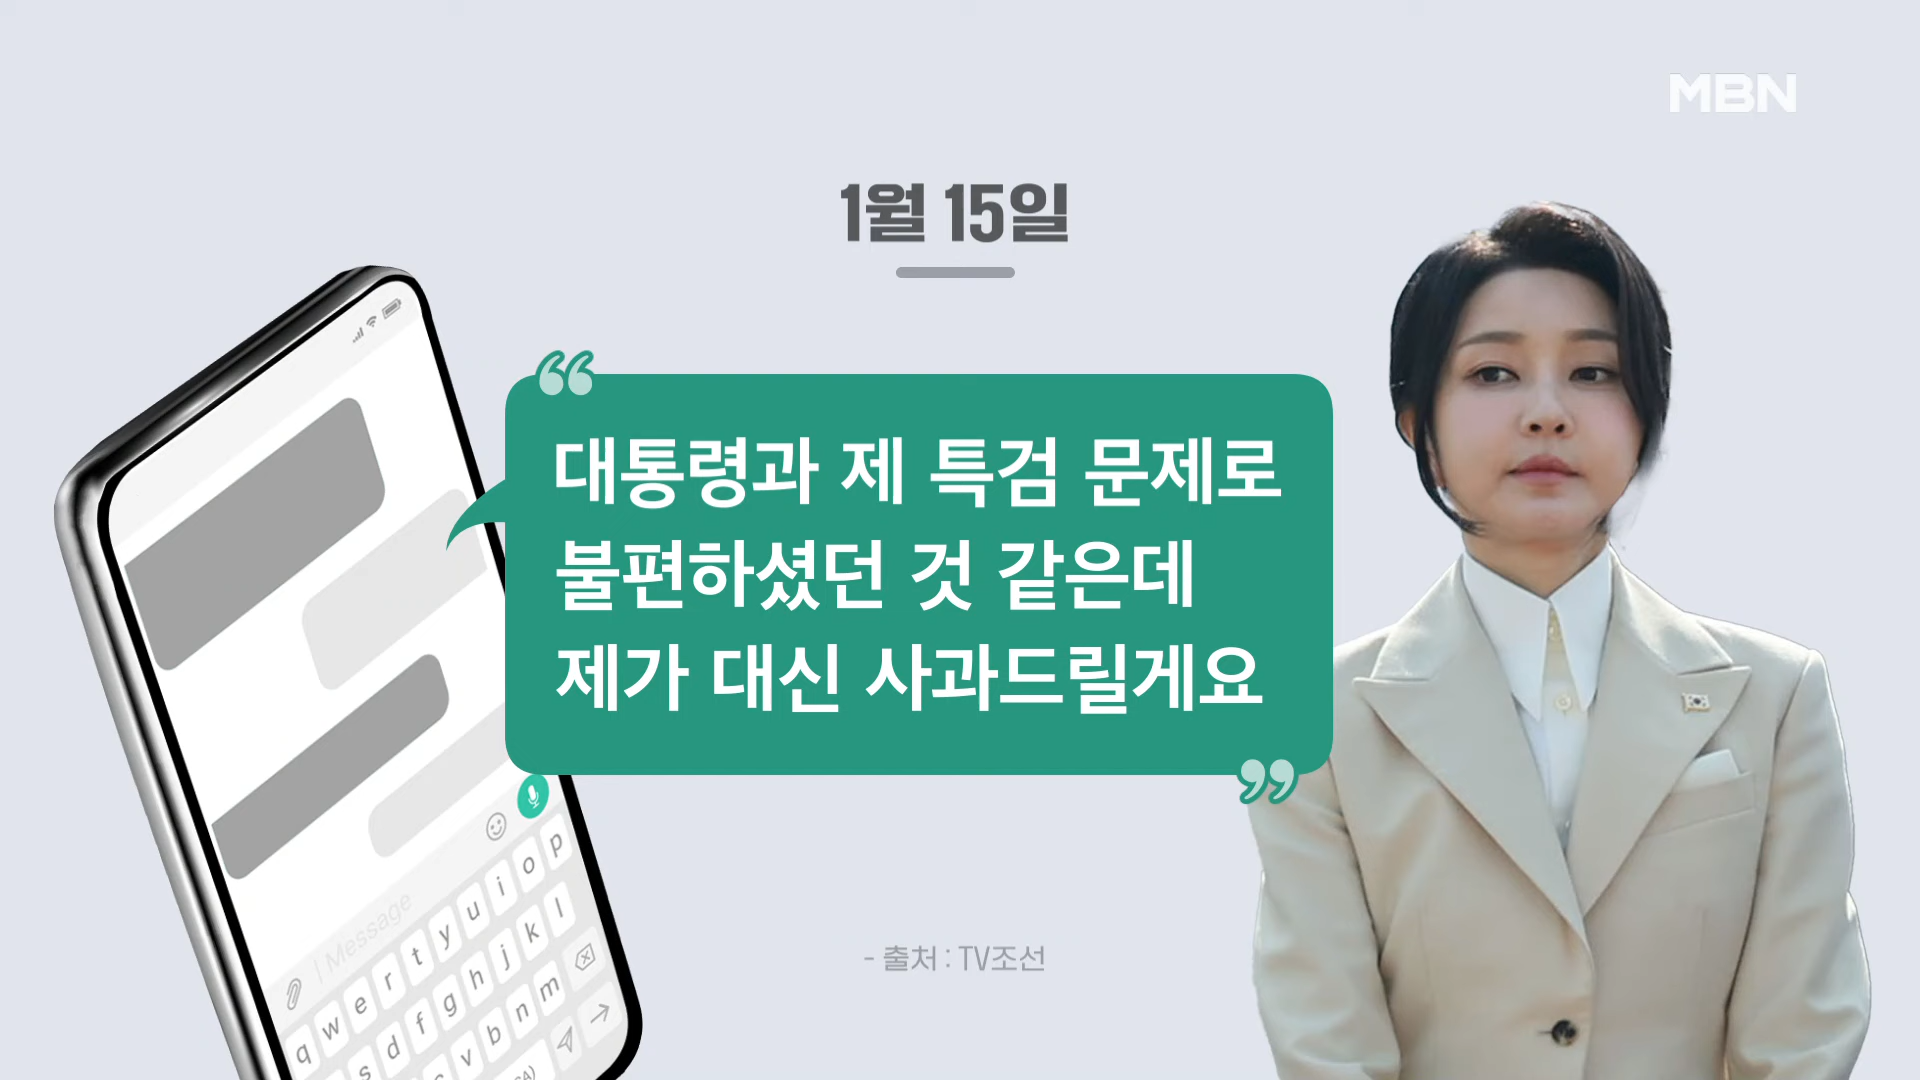 MBN
1월 15일
“
대통령과 제 특검 문제로
불편하셨던 것 같은데
제가 대신 사과드릴게요
”
Message
q w e r t y u i o p
s d f g h j k l
c v b n m
- 출처 : TV조선